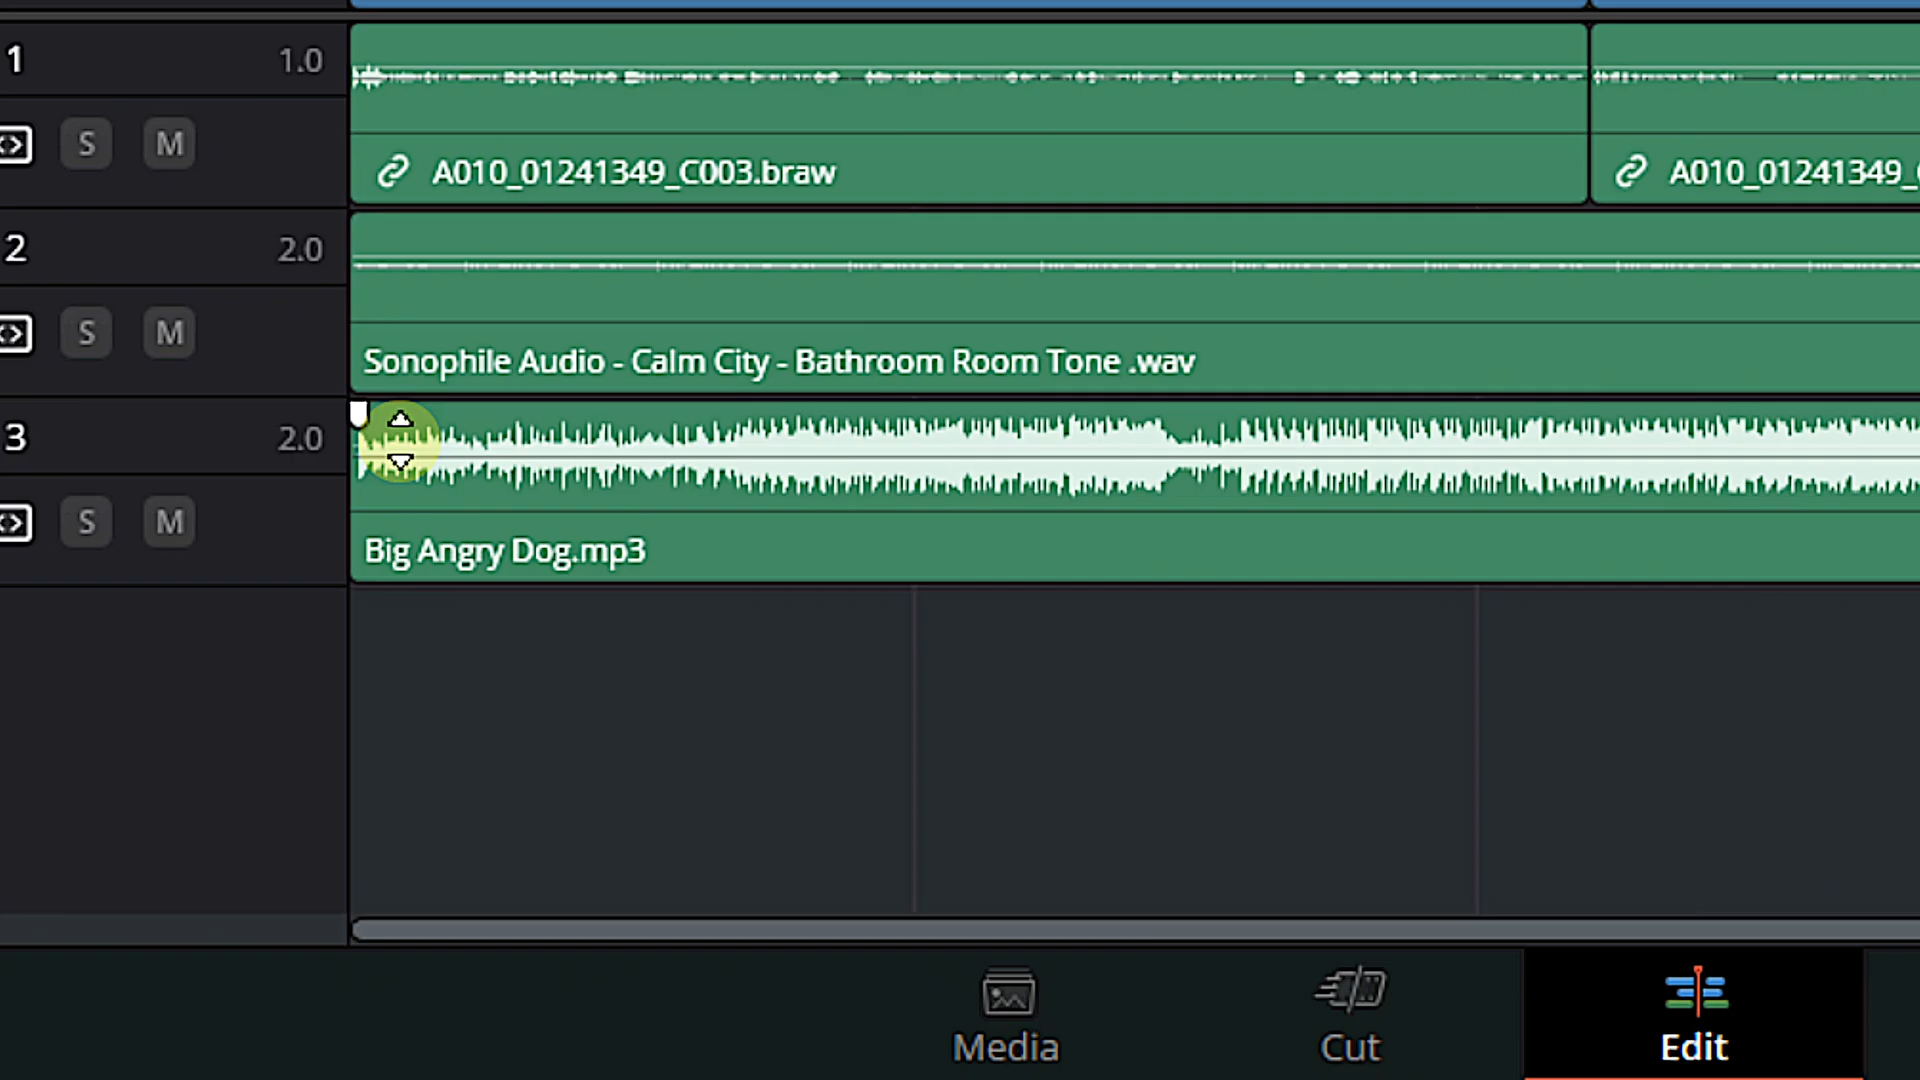 1 1.0
S M
A010_01241349_C003.braw A010_01241349_
2 2.0
S M
Sonophile Audio - Calm City - Bathroom Room Tone .wav
3 2.0
S M
Big Angry Dog.mp3
Media Cut Edit